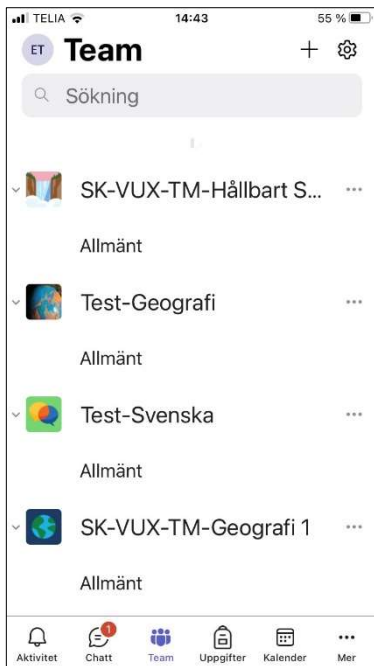 TELIA 14:43 55 %
ET Team
Sökning
SK-VUX-TM-Hållbart S...
Allmänt
Test-Geografi
Allmänt
Test-Svenska
Allmänt
SK-VUX-TM-Geografi 1
Allmänt
1
Aktivitet Chatt Team Uppgifter Kalender Mer